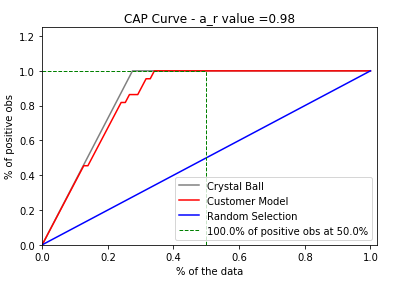 CAP Curve - a_r value =0.98
1.2
1.0
0.8
0.6
0.4
0.2
0.0
% of positive obs
0.0 0.2 0.4 0.6 0.8 1.0
% of the data
Crystal Ball
Customer Model
Random Selection
100.0% of positive obs at 50.0%